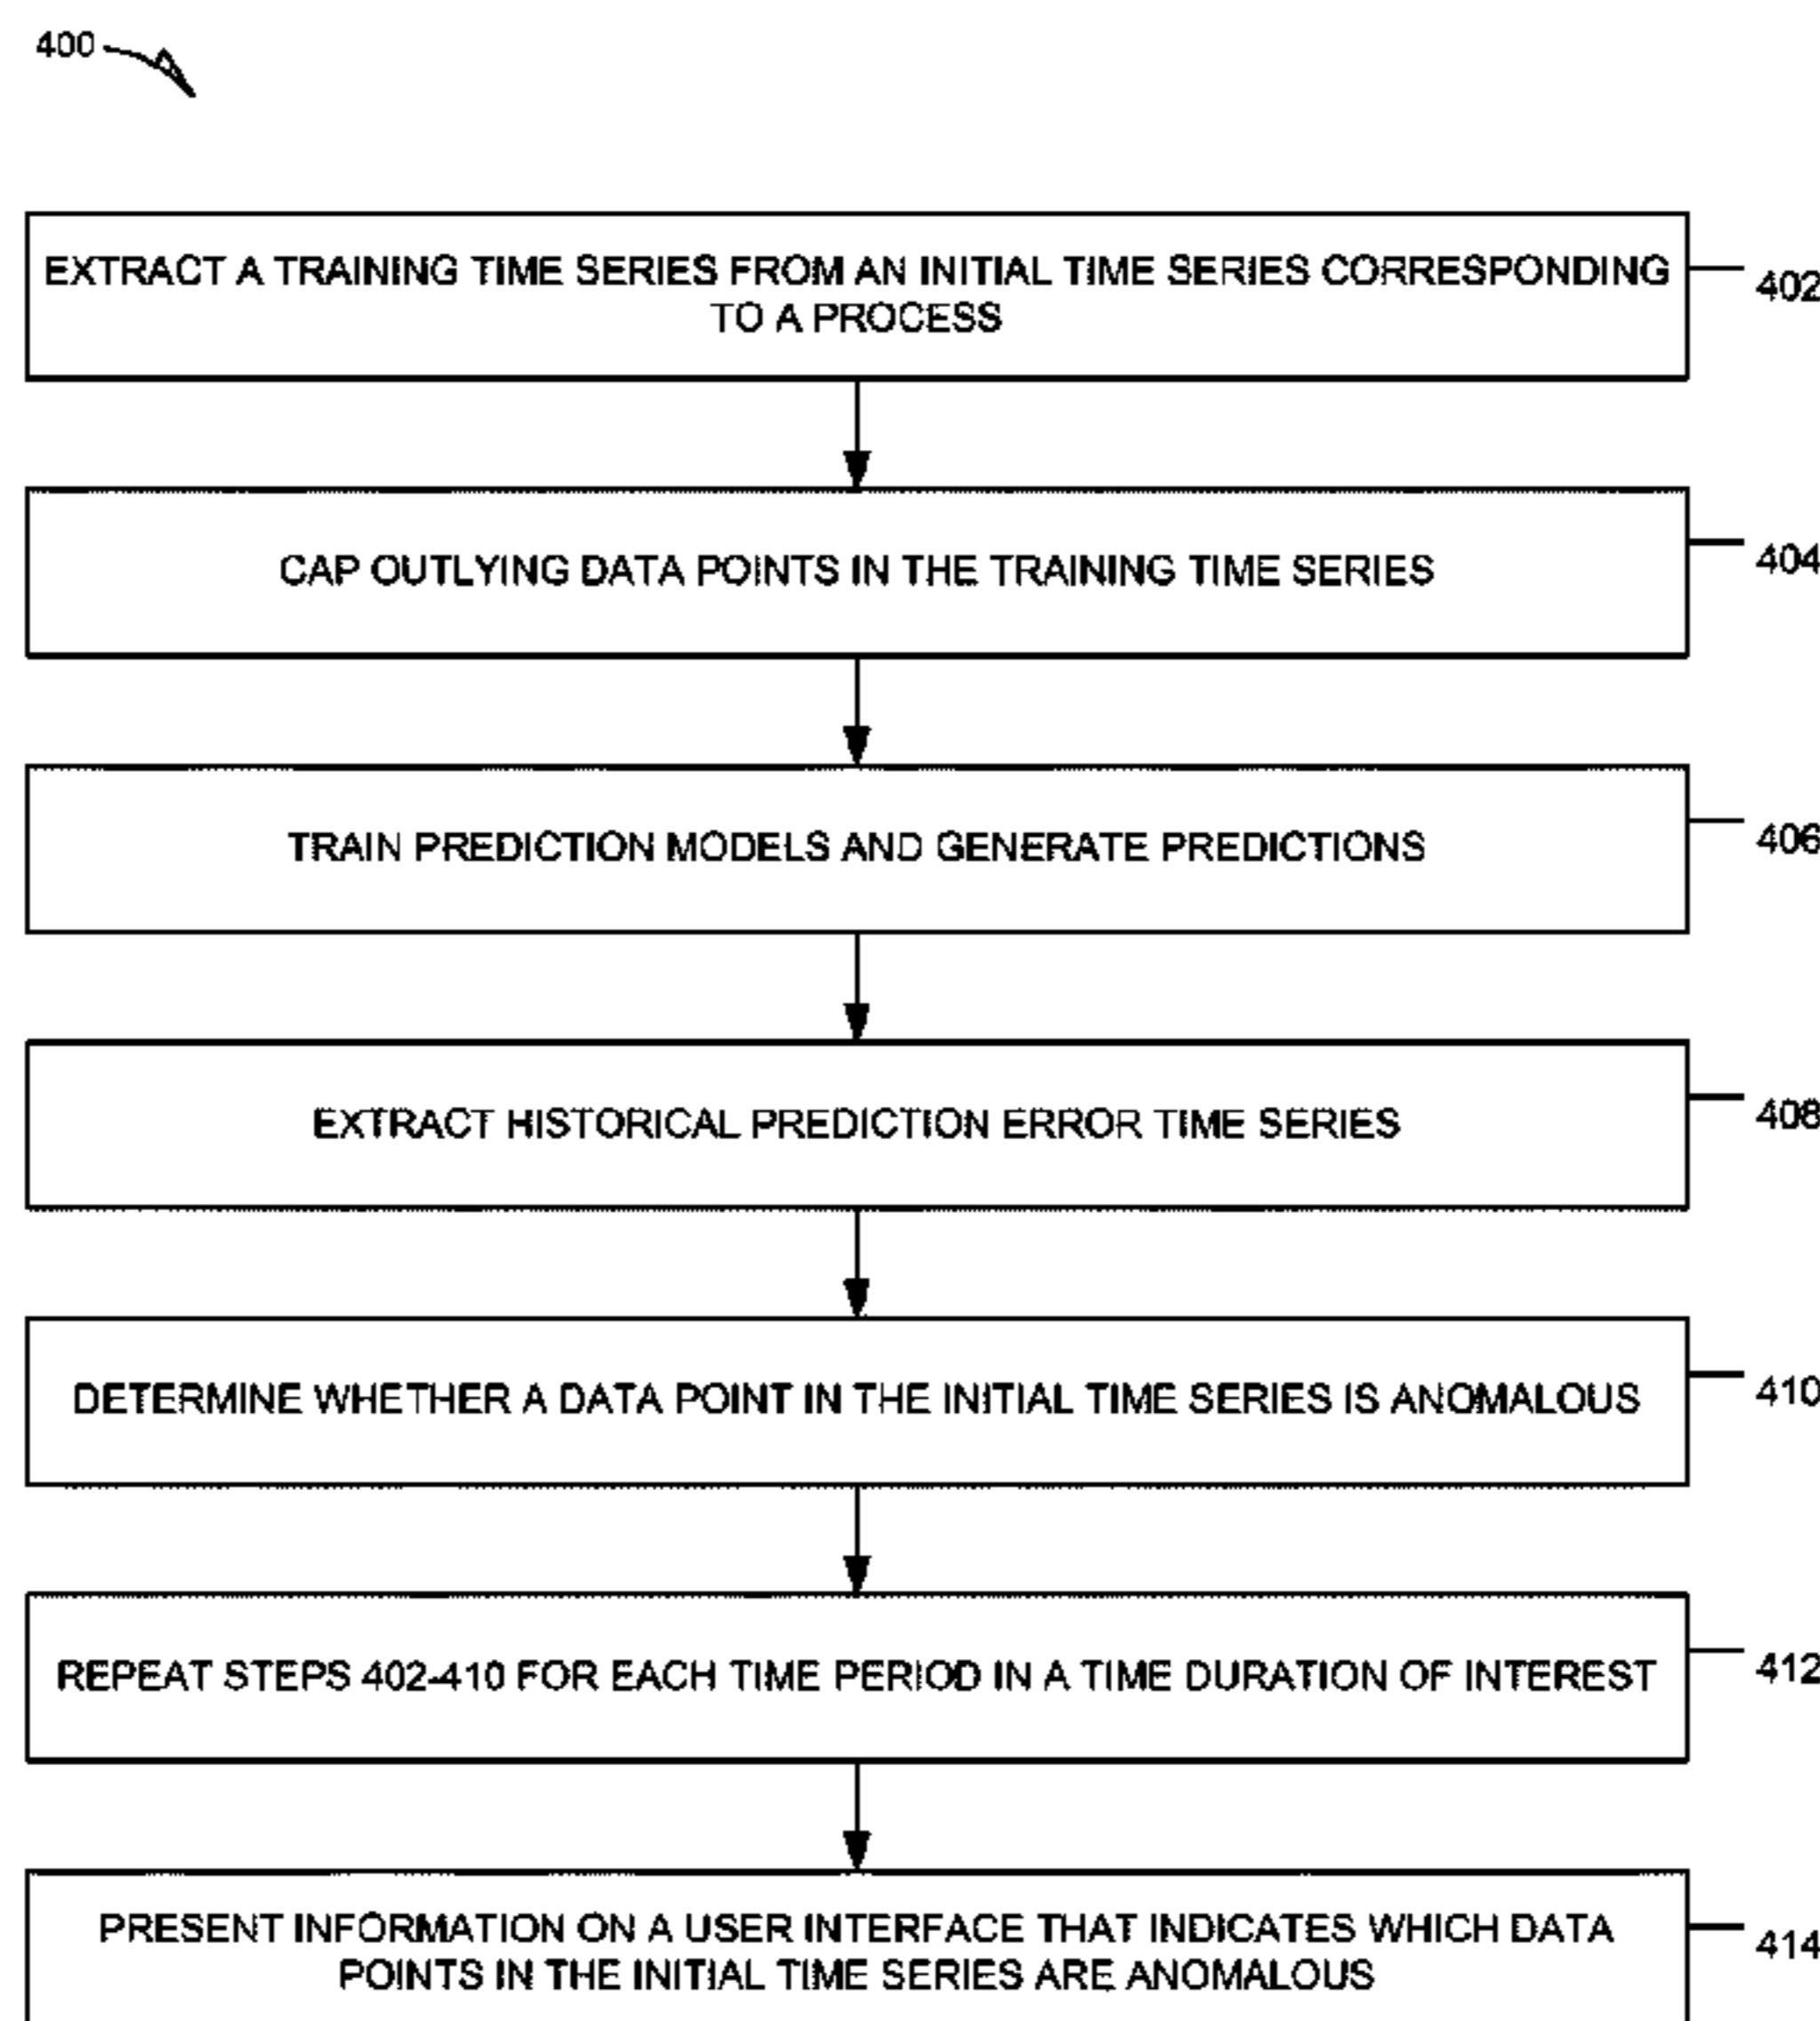 400
EXTRACT A TRAINING TIME SERIES FROM AN INITIAL TIME SERIES CORRESPONDING
TO A PROCESS
402
CAP OUTLYING DATA POINTS IN THE TRAINING TIME SERIES
404
TRAIN PREDICTION MODELS AND GENERATE PREDICTIONS
406
EXTRACT HISTORICAL PREDICTION ERROR TIME SERIES
408
DETERMINE WHETHER A DATA POINT IN THE INITIAL TIME SERIES IS ANOMALOUS
410
REPEAT STEPS 402-410 FOR EACH TIME PERIOD IN A TIME DURATION OF INTEREST
412
PRESENT INFORMATION ON A USER INTERFACE THAT INDICATES WHICH DATA
POINTS IN THE INITIAL TIME SERIES ARE ANOMALOUS
414